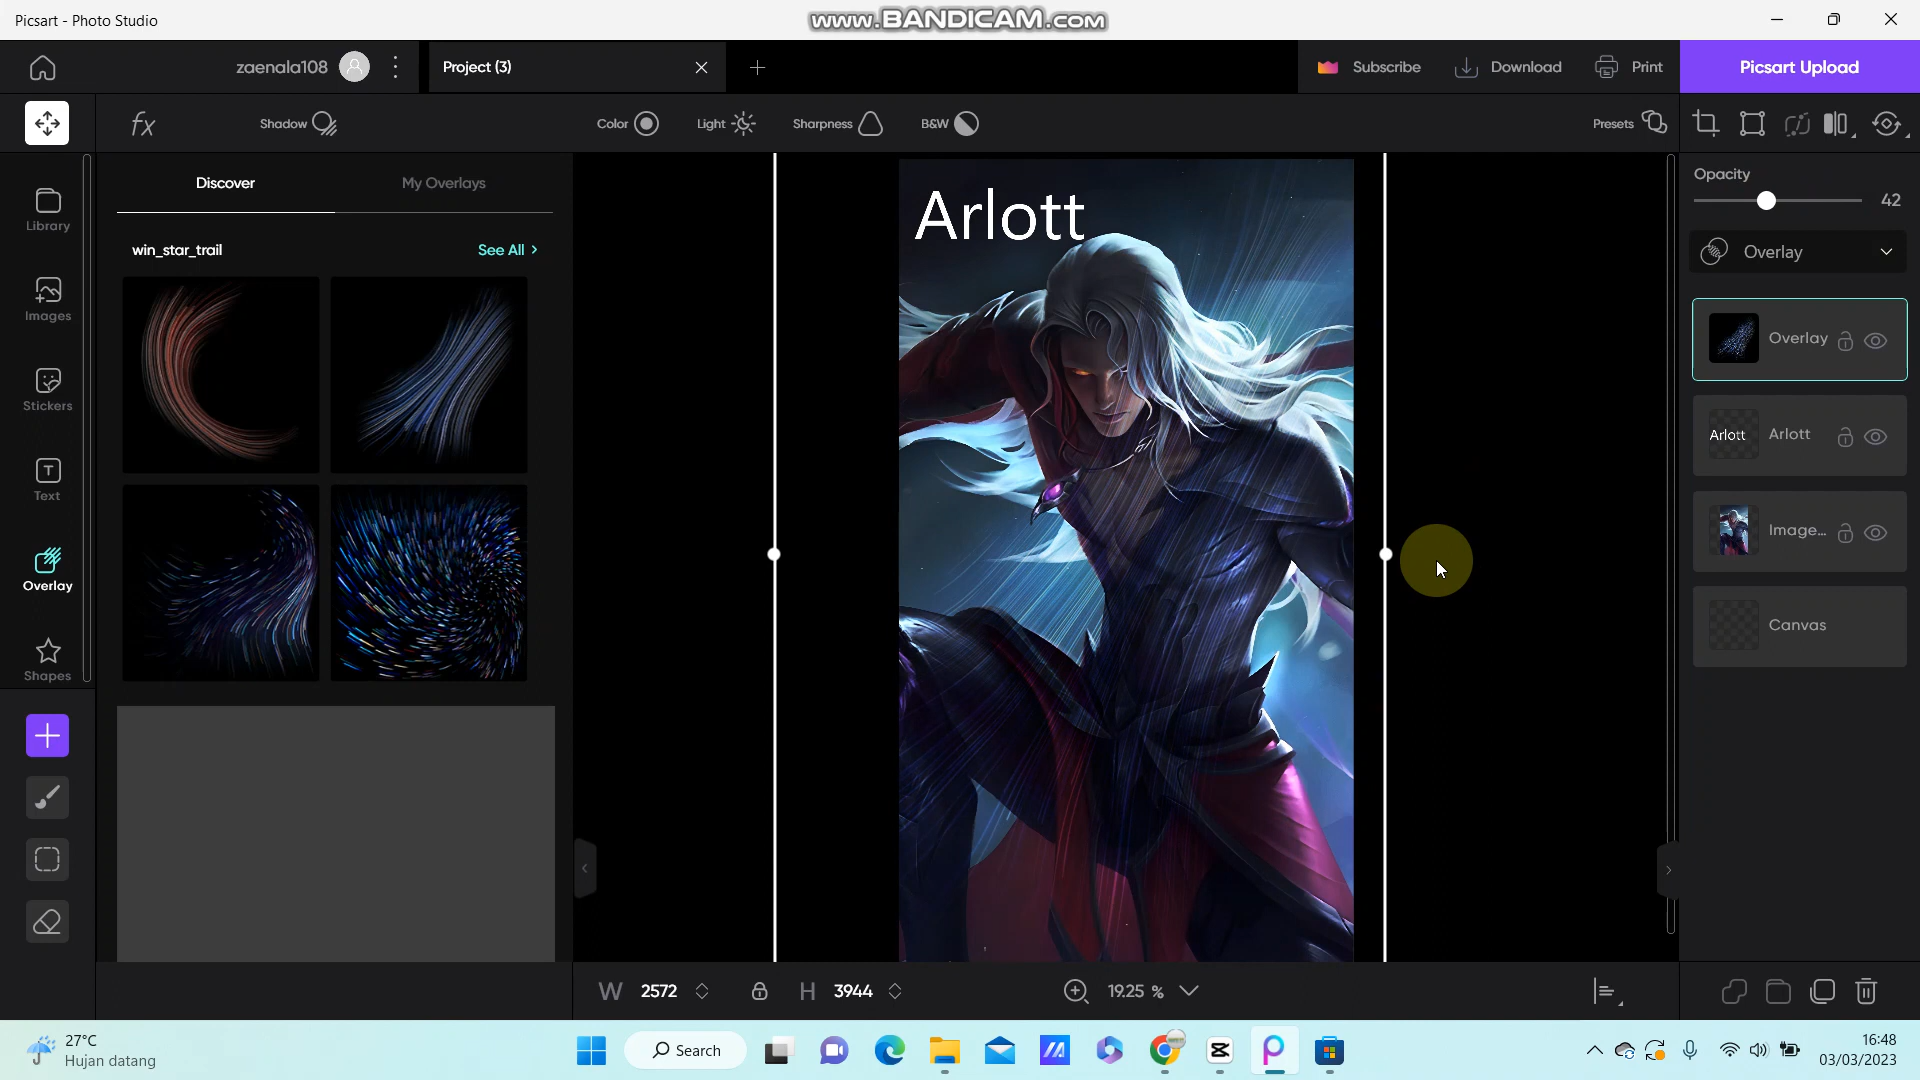 Picsart - Photo Studio
www.BANDICAM.com
zaenala108
Project (3)
Subscribe
Download
Print
Picsart Upload
fx
Shadow
Color
Light
Sharpness
B&W
Presets
Library
Images
Stickers
Text
Overlay
Shapes
Discover
My Overlays
win_star_trail
See All
Arlott
Opacity
42
Overlay
Overlay
Arlott
Arlott
Image...
Canvas
W 2572
H 3944
19.25 %
27°C
Hujan datang
Search
16:48
03/03/2023